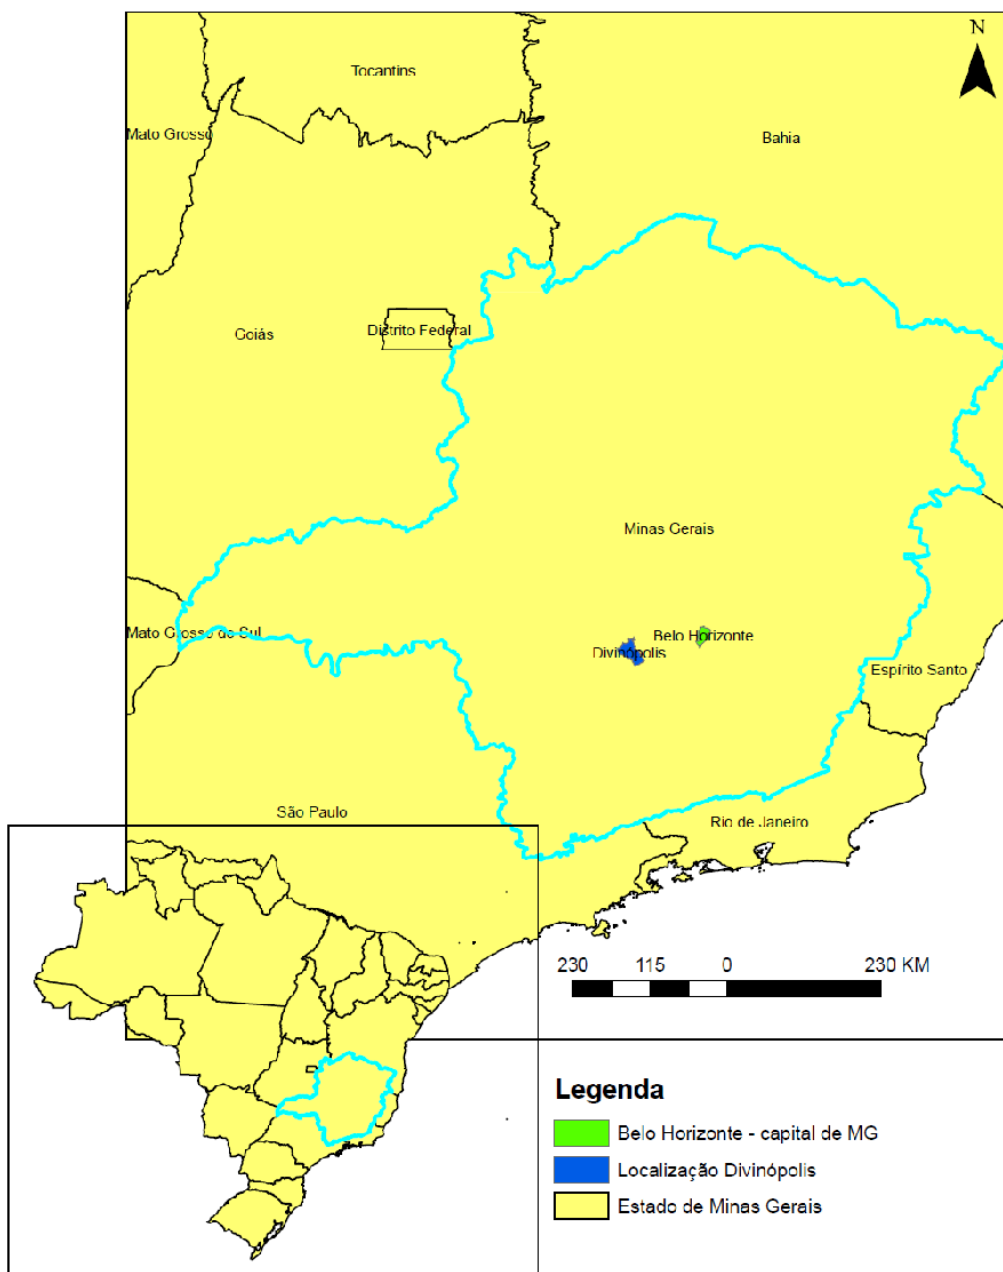 N
Tocantins
Mato Grosso
Bahia
Goiás
Distrito Federal
Minas Gerais
Mato Grosso do Sul
Belo Horizonte
Divinópolis
Espírito Santo
São Paulo
Rio de Janeiro
230 115 0 230 KM
Legenda
Belo Horizonte - capital de MG
Localização Divinópolis
Estado de Minas Gerais